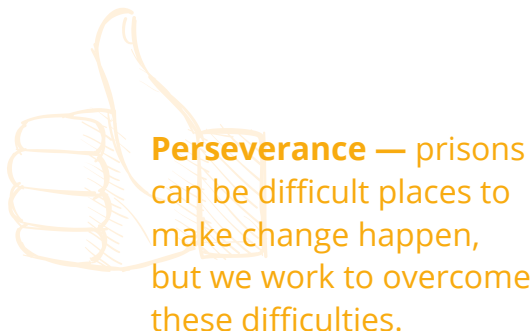 Perseverance — prisons
can be difficult places to
make change happen,
but we work to overcome
these difficulties.